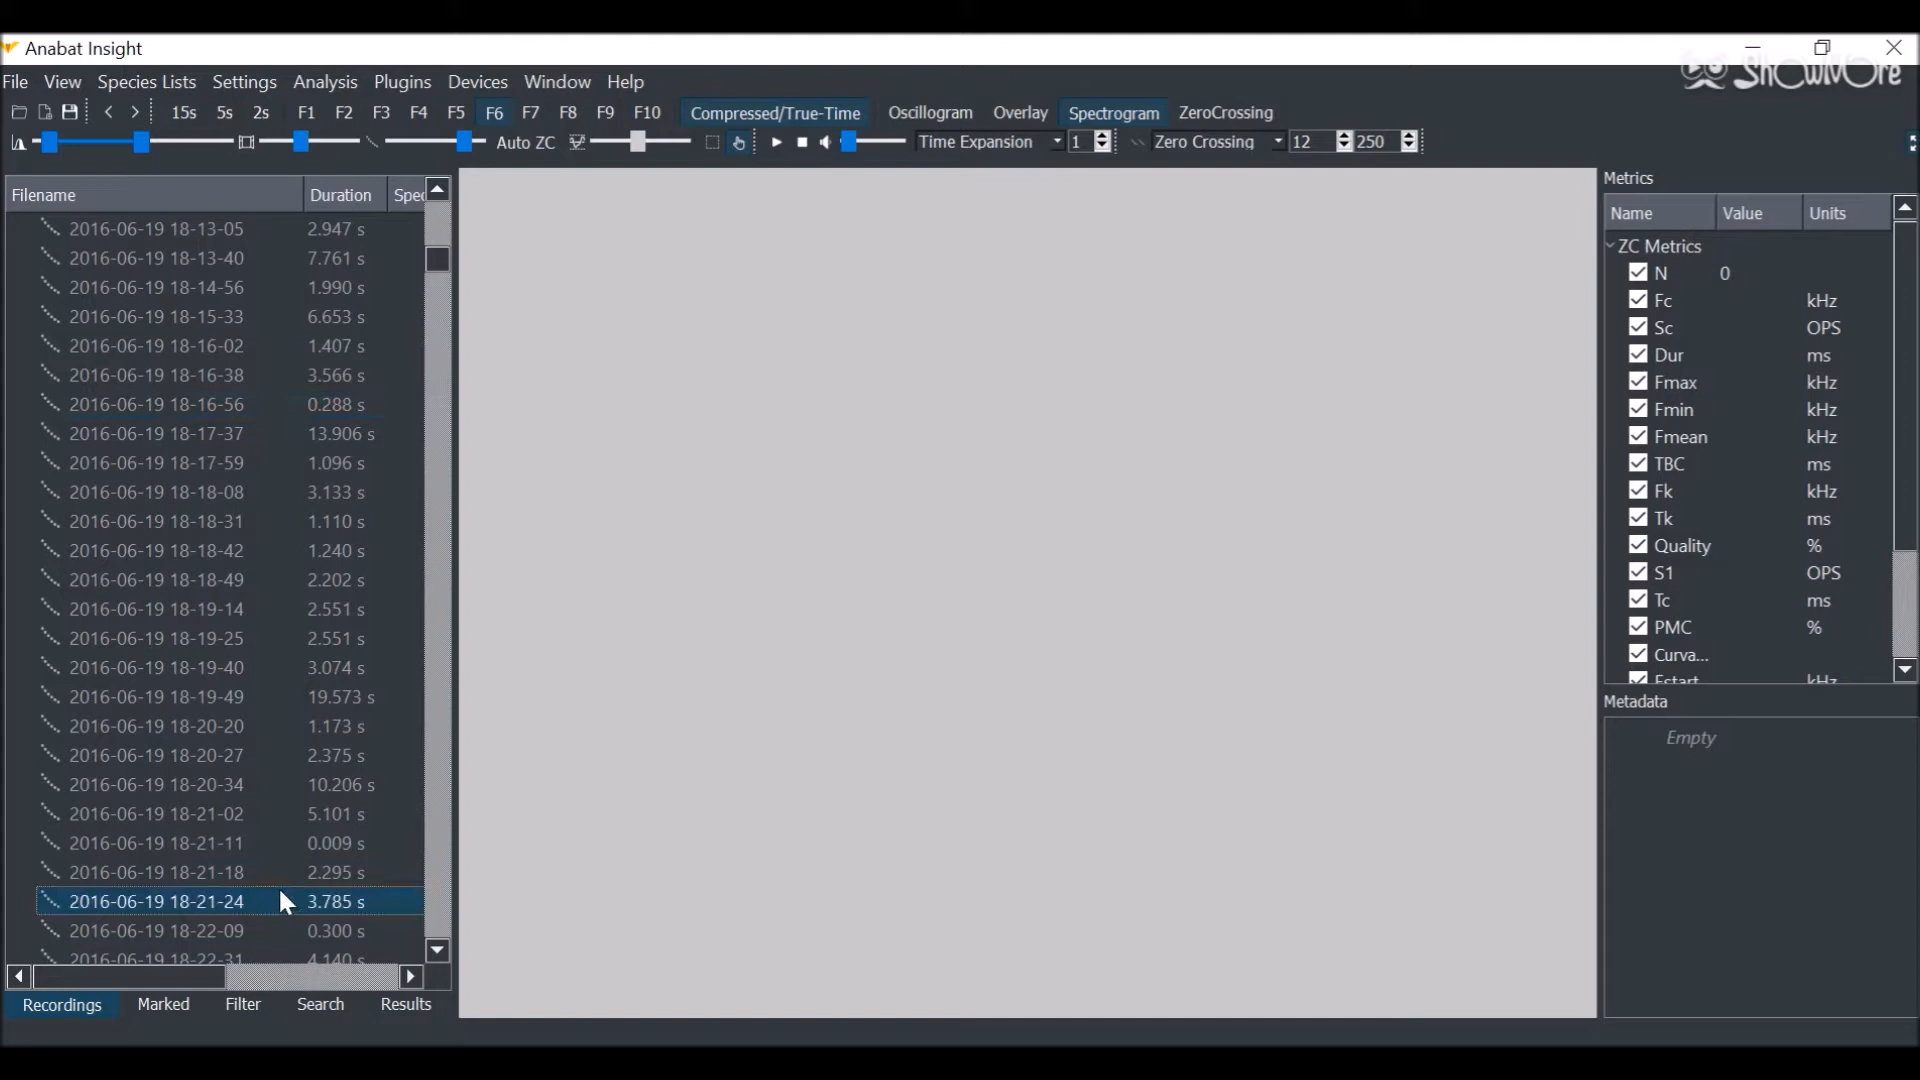 Anabat Insight
ShowMore
File View Species Lists Settings Analysis Plugins Devices Window Help
15s 5s 2s F1 F2 F3 F4 F5 F6 F7 F8 F9 F10 Compressed/True-Time Oscillogram Overlay Spectrogram ZeroCrossing
Auto ZC Time Expansion 1 Zero Crossing 12 250
Filename Duration Spec
2016-06-19 18-13-05 2.947 s
2016-06-19 18-13-40 7.761 s
2016-06-19 18-14-56 1.990 s
2016-06-19 18-15-33 6.653 s
2016-06-19 18-16-02 1.407 s
2016-06-19 18-16-38 3.566 s
2016-06-19 18-16-56 0.288 s
2016-06-19 18-17-37 13.906 s
2016-06-19 18-17-59 1.096 s
2016-06-19 18-18-08 3.133 s
2016-06-19 18-18-31 1.110 s
2016-06-19 18-18-42 1.240 s
2016-06-19 18-18-49 2.202 s
2016-06-19 18-19-14 2.551 s
2016-06-19 18-19-25 2.551 s
2016-06-19 18-19-40 3.074 s
2016-06-19 18-19-49 19.573 s
2016-06-19 18-20-20 1.173 s
2016-06-19 18-20-27 2.375 s
2016-06-19 18-20-34 10.206 s
2016-06-19 18-21-02 5.101 s
2016-06-19 18-21-11 0.009 s
2016-06-19 18-21-18 2.295 s
2016-06-19 18-21-24 3.785 s
2016-06-19 18-22-09 0.300 s
2016-06-19 18-22-31 4.140 s
Recordings Marked Filter Search Results
Metrics
Name Value Units
ZC Metrics
N 0
Fc kHz
Sc OPS
Dur ms
Fmax kHz
Fmin kHz
Fmean kHz
TBC ms
Fk kHz
Tk ms
Quality %
S1 OPS
Tc ms
PMC %
Curva...
Fstart kHz
Metadata
Empty